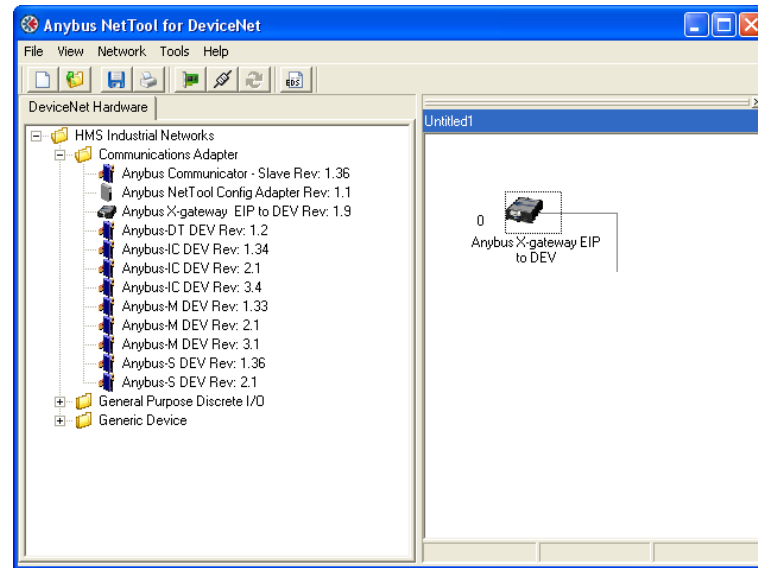 Anybus NetTool for DeviceNet
File View Network Tools Help
EDS
DeviceNet Hardware
HMS Industrial Networks
Communications Adapter
Anybus Communicator - Slave Rev: 1.36
Anybus NetTool Config Adapter Rev: 1.1
Anybus X-gateway EIP to DEV Rev: 1.9
Anybus-DT DEV Rev: 1.2
Anybus-IC DEV Rev: 1.34
Anybus-IC DEV Rev: 2.1
Anybus-IC DEV Rev: 3.4
Anybus-M DEV Rev: 1.33
Anybus-M DEV Rev: 2.1
Anybus-M DEV Rev: 3.1
Anybus-S DEV Rev: 1.36
Anybus-S DEV Rev: 2.1
General Purpose Discrete I/O
Generic Device
Untitled1
0
Anybus X-gateway EIP
to DEV